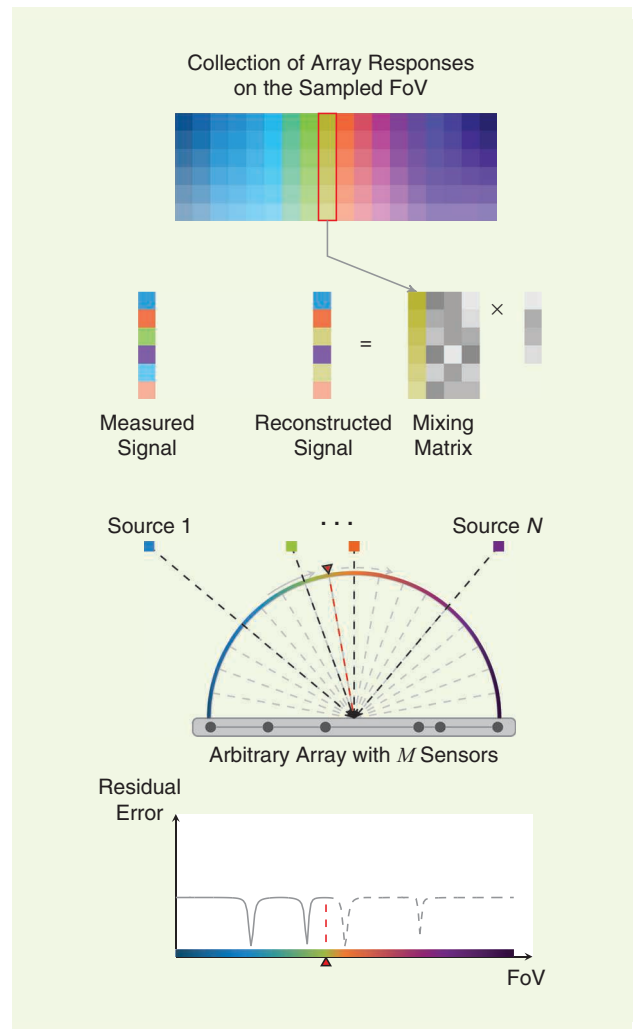 Collection of Array Responses
on the Sampled FoV
=
×
Measured
Signal
Reconstructed
Signal
Mixing
Matrix
Source 1
. . .
Source N
Arbitrary Array with M Sensors
Residual
Error
FoV